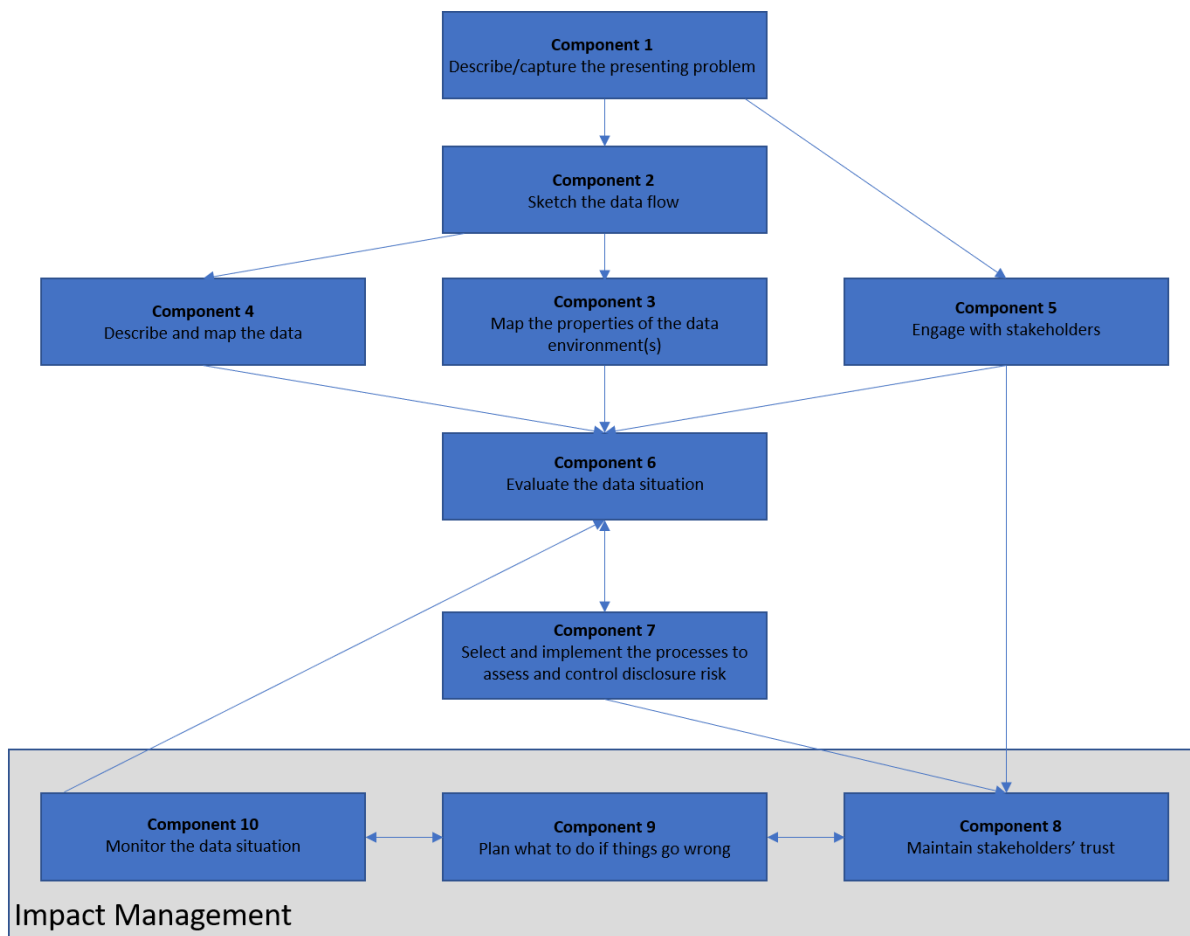 Component 1
Describe/capture the presenting problem
Component 2
Sketch the data flow
Component 4
Describe and map the data
Component 3
Map the properties of the data
environment(s)
Component 5
Engage with stakeholders
Component 6
Evaluate the data situation
Component 7
Select and implement the processes to
assess and control disclosure risk
Component 10
Monitor the data situation
Component 9
Plan what to do if things go wrong
Component 8
Maintain stakeholders’ trust
Impact Management